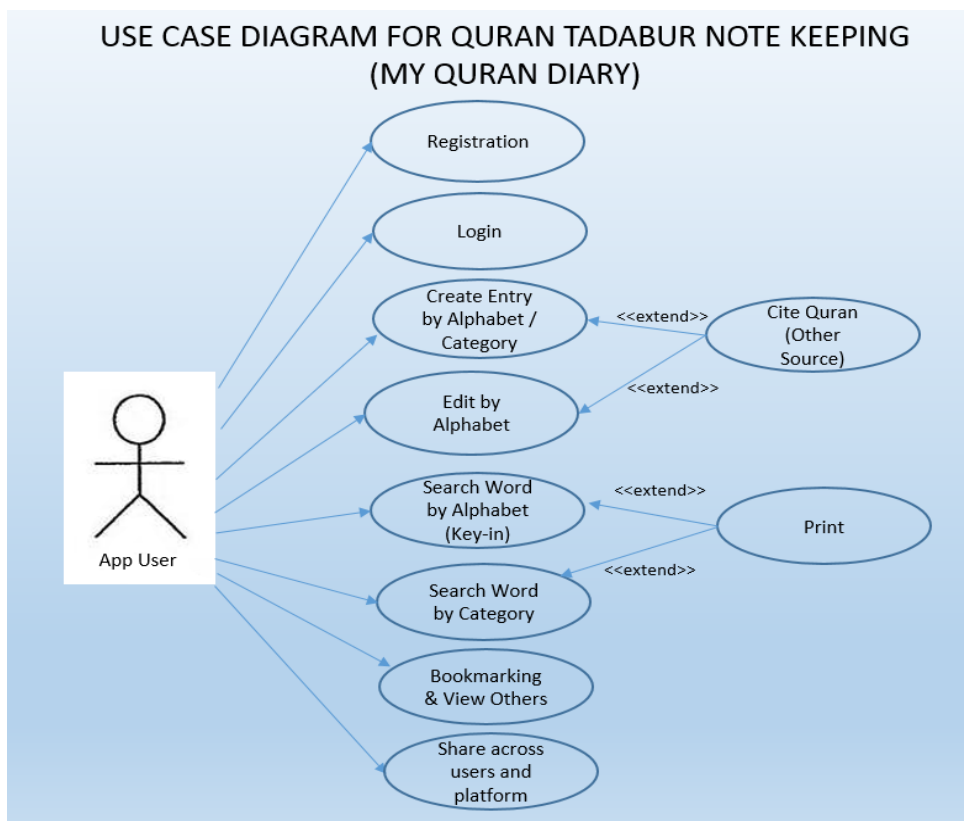 USE CASE DIAGRAM FOR QURAN TADABUR NOTE KEEPING
(MY QURAN DIARY)
Registration
Login
Create Entry
by Alphabet /
Category
<<extend>>
Cite Quran
(Other
Source)
<<extend>>
Edit by
Alphabet
Search Word
by Alphabet
(Key-in)
<<extend>>
Print
<<extend>>
App User
Search Word
by Category
Bookmarking
& View Others
Share across
users and
platform